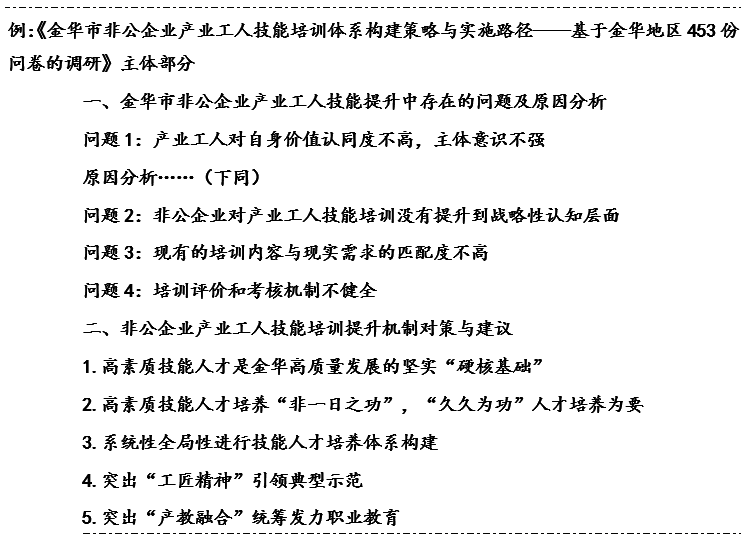 例:《金华市非公企业产业工人技能培训体系构建策略与实施路径——基于金华地区 453 份
问卷的调研》主体部分
一、金华市非公企业产业工人技能提升中存在的问题及原因分析
问题 1：产业工人对自身价值认同度不高，主体意识不强
原因分析……（下同）
问题 2：非公企业对产业工人技能培训没有提升到战略性认知层面
问题 3：现有的培训内容与现实需求的匹配度不高
问题 4：培训评价和考核机制不健全
二、非公企业产业工人技能培训提升机制对策与建议
1. 高素质技能人才是金华高质量发展的坚实“硬核基础”
2. 高素质技能人才培养“非一日之功”，“久久为功”人才培养为要
3. 系统性全局性进行技能人才培养体系构建
4. 突出“工匠精神”引领典型示范
5. 突出“产教融合”统筹发力职业教育